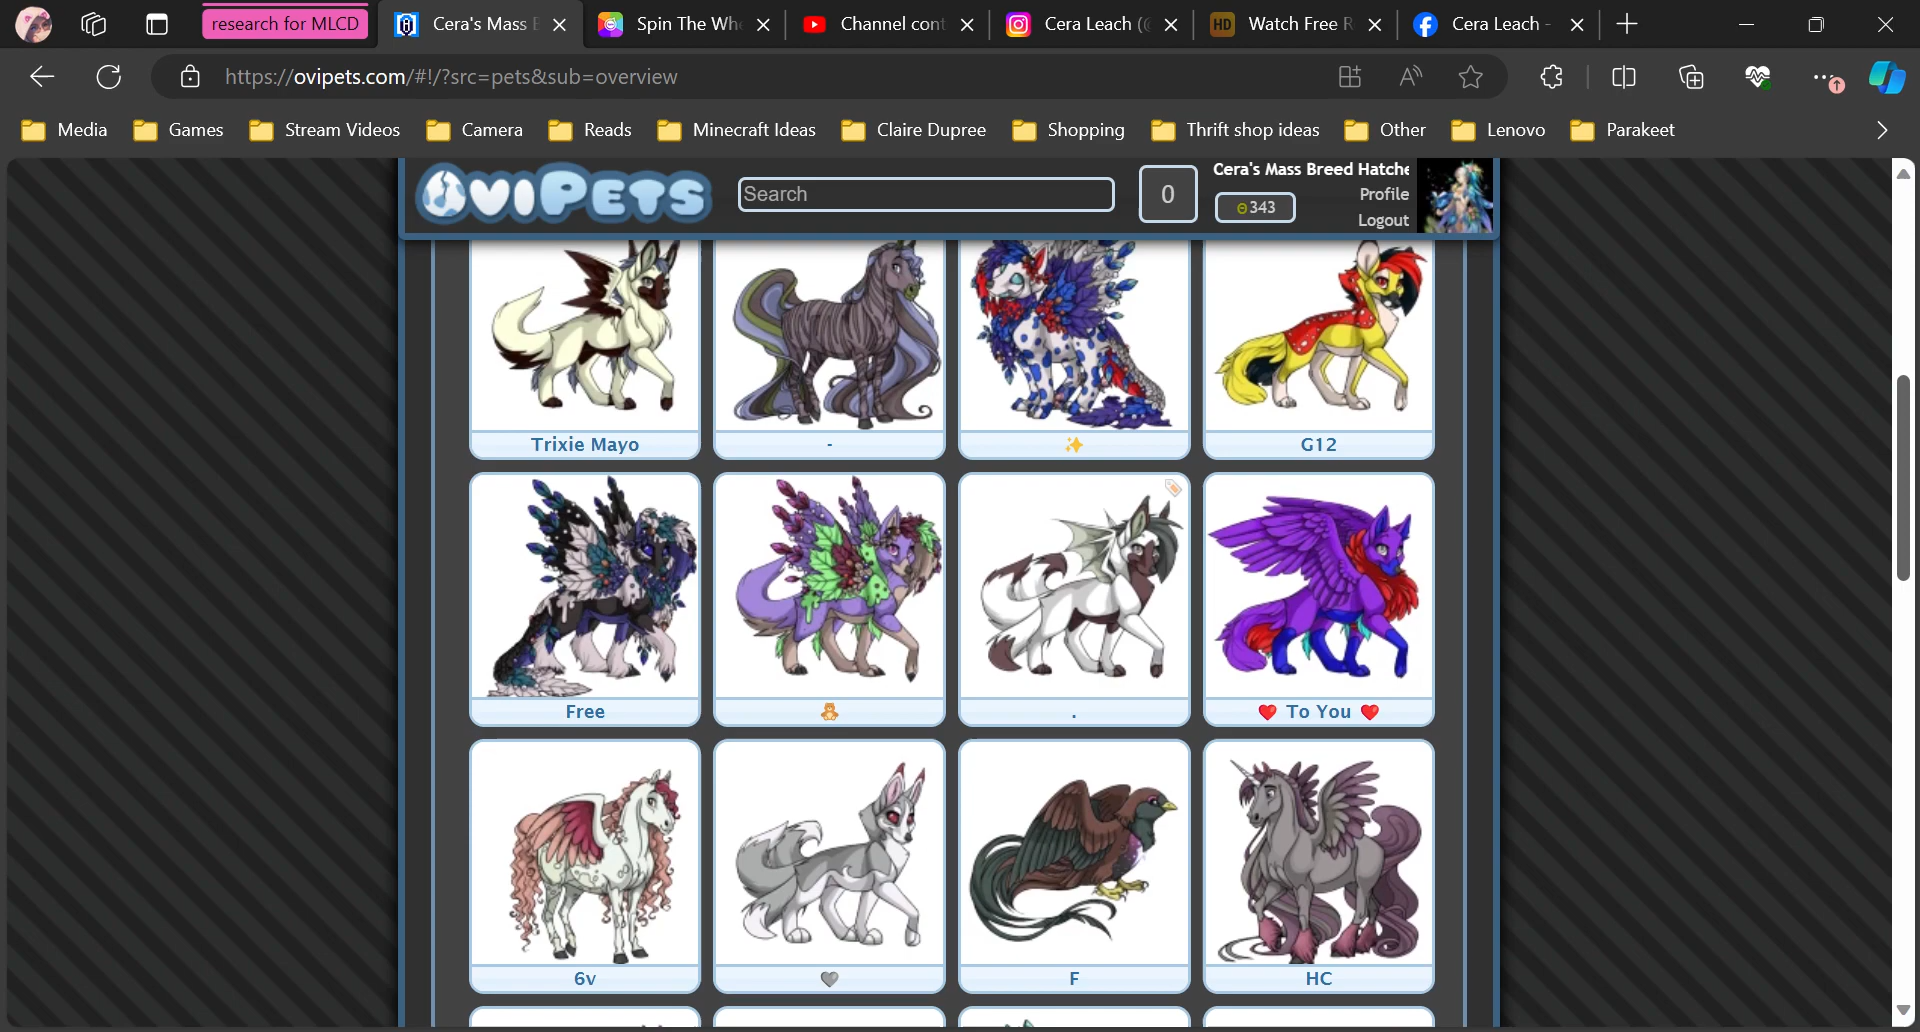 research for MLCD
Cera's Mass B
Spin The Whe
Channel cont
Cera Leach (@
HD
Watch Free R
Cera Leach -
https://ovipets.com/#!/?src=pets&sub=overview
Media
Games
Stream Videos
Camera
Reads
Minecraft Ideas
Claire Dupree
Shopping
Thrift shop ideas
Other
Lenovo
Parakeet
OviPets
Search
0
Cera's Mass Breed Hatche
343
Profile
Logout
Trixie Mayo
-
✨
G12
Free
🧸
.
❤️ To You ❤️
6v
🩶
F
HC